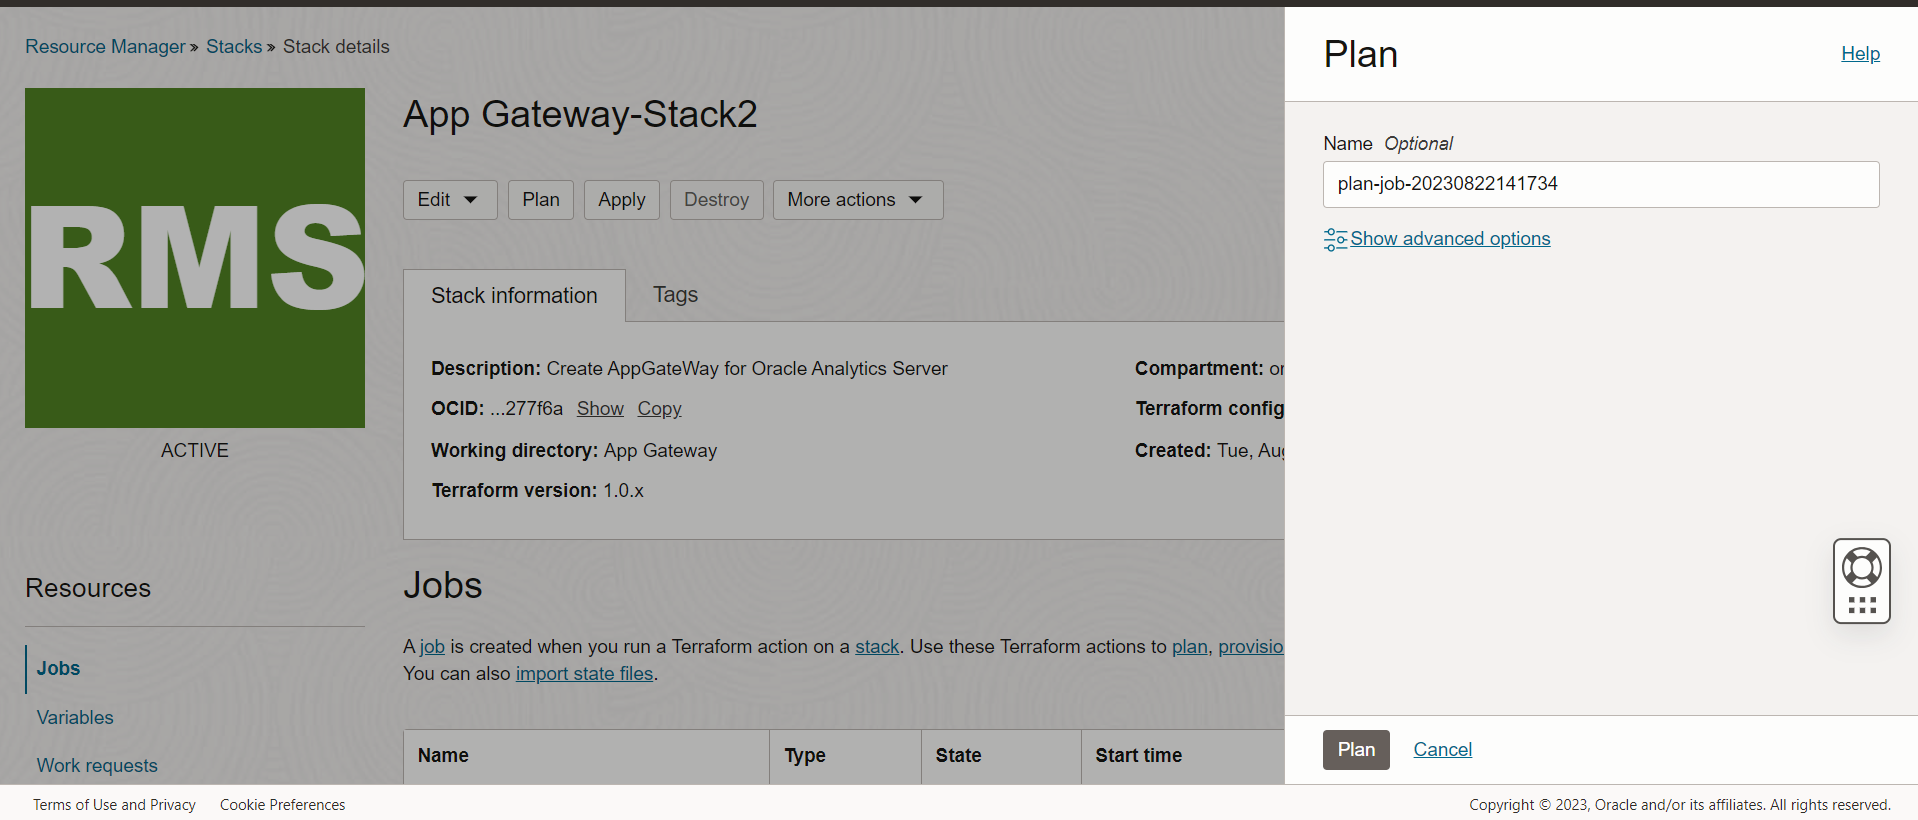 Resource Manager » Stacks » Stack details
RMS
ACTIVE
App Gateway-Stack2
Edit Plan Apply Destroy More actions
Stack information Tags
Description: Create AppGateWay for Oracle Analytics Server
OCID: ...277f6a Show Copy
Working directory: App Gateway
Terraform version: 1.0.x
Compartment: or
Terraform config
Created: Tue, Aug
Resources
Jobs
Variables
Work requests
Jobs
A job is created when you run a Terraform action on a stack. Use these Terraform actions to plan, provisio
You can also import state files.
Name Type State Start time
Plan
Help
Name Optional
plan-job-20230822141734
Show advanced options
Plan Cancel
Terms of Use and Privacy Cookie Preferences
Copyright © 2023, Oracle and/or its affiliates. All rights reserved.